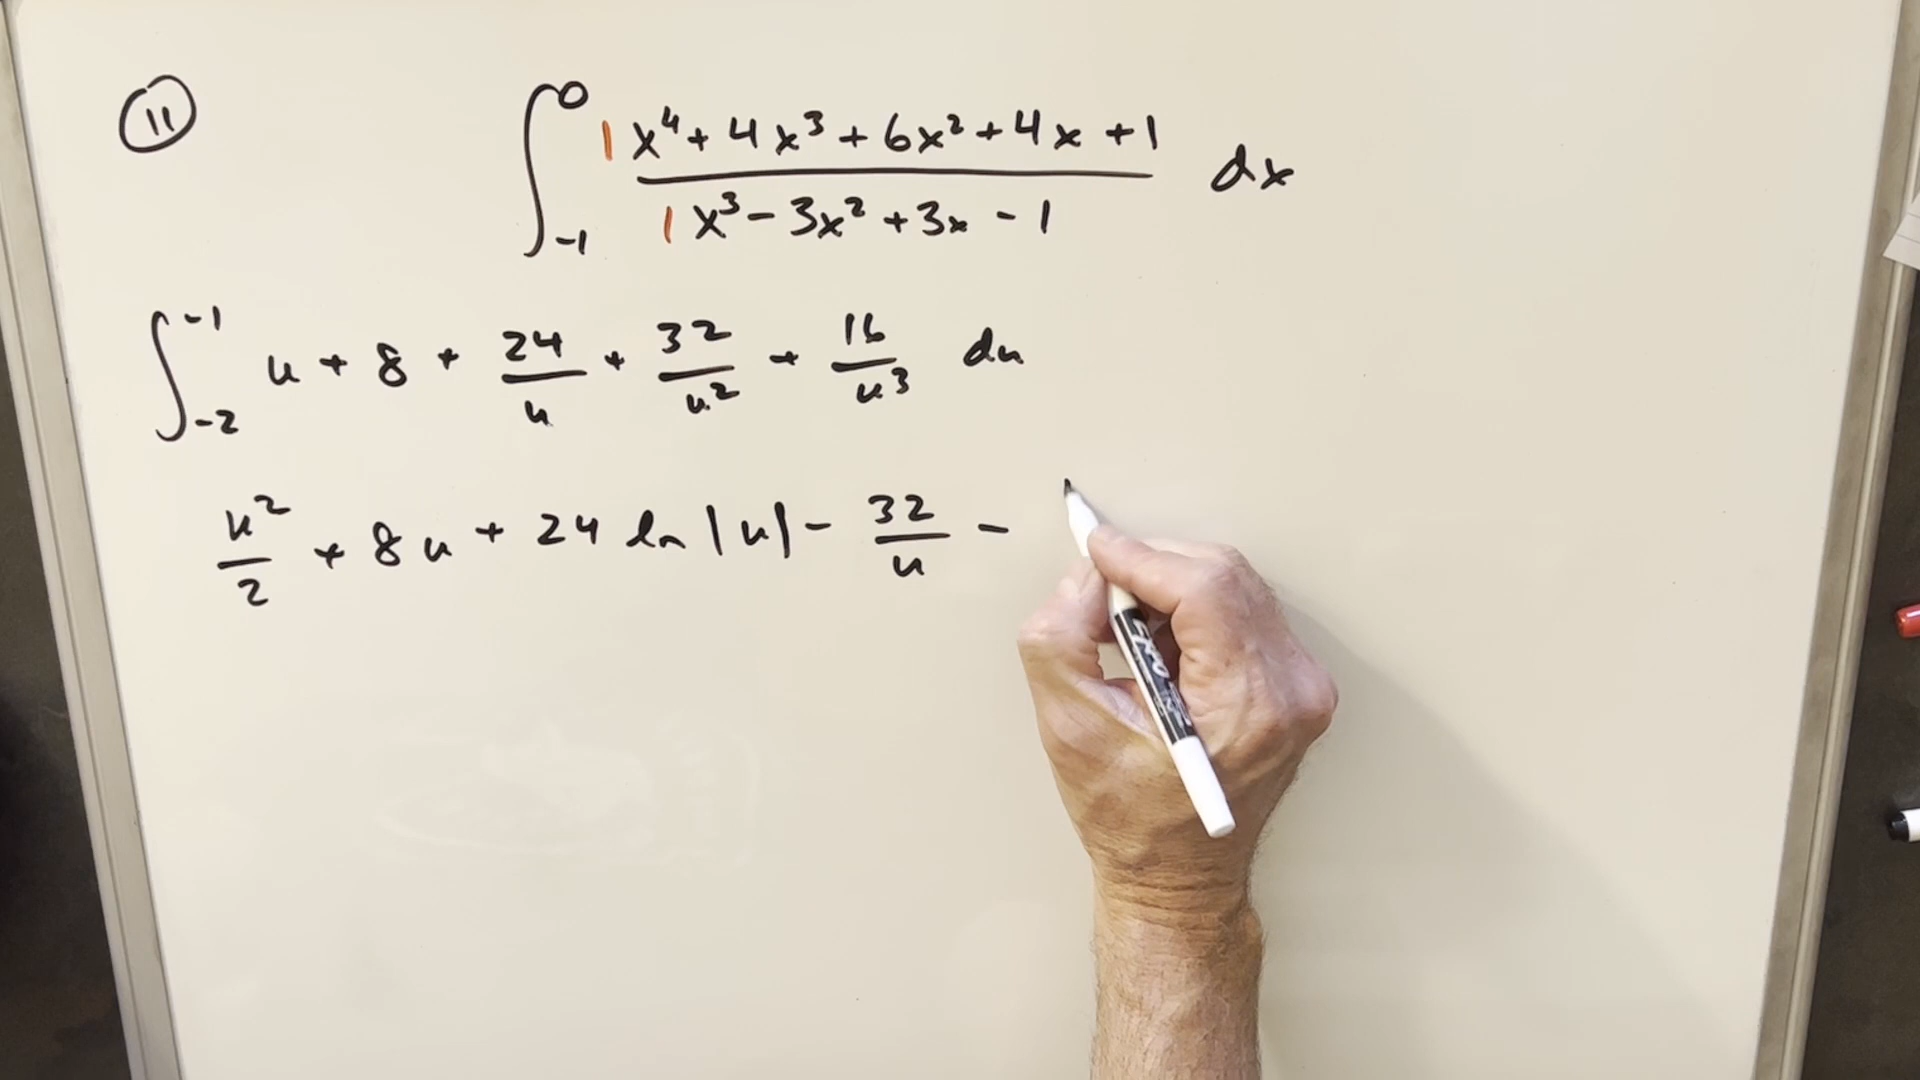 11
∫_{-1}^{0} (1x⁴ + 4x³ + 6x² + 4x + 1) / (1x³ - 3x² + 3x - 1) dx
∫_{-2}^{-1} u + 8 + 24/u + 32/u² + 16/u³ du
u²/2 + 8u + 24 ln |u| - 32/u -
EXPO